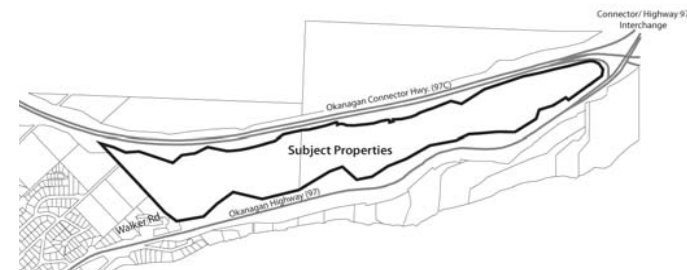 Connector/ Highway 97
Interchange
Okanagan Connector Hwy. (97C)
Subject Properties
Okanagan Highway (97)
Walker Rd.